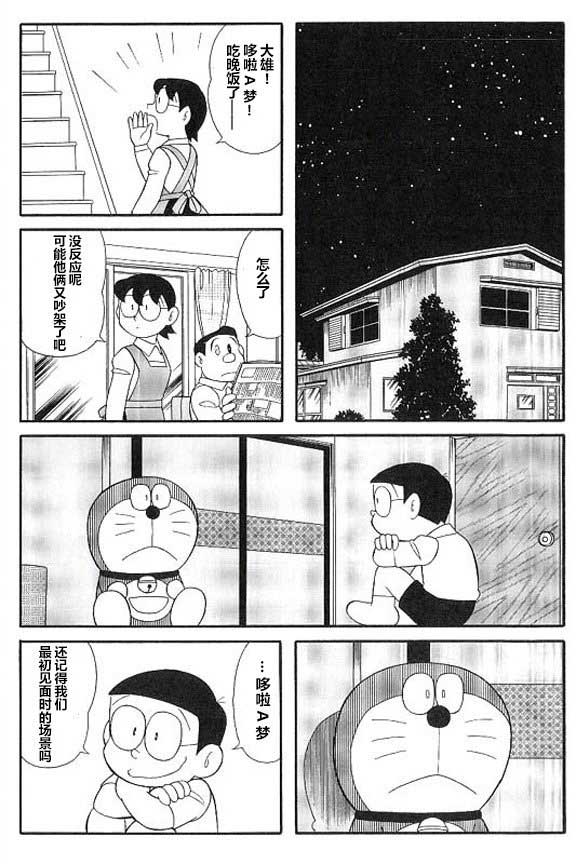 大雄！
哆啦A梦！
吃晚饭了——
怎么了
没反应呢
可能他俩又吵架了吧
…哆啦A梦
还记得我们
最初见面时的场景吗